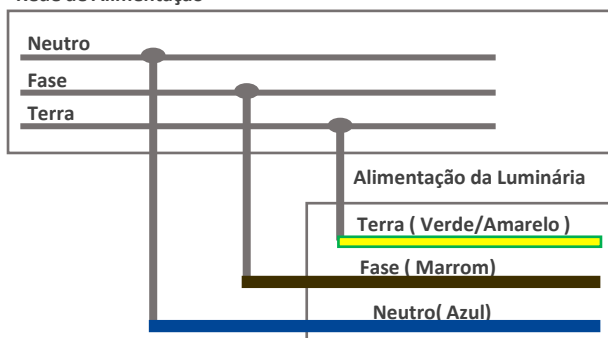 Neutro
Fase
Terra
Alimentação da Luminária
Terra ( Verde/Amarelo )
Fase ( Marrom)
Neutro( Azul)